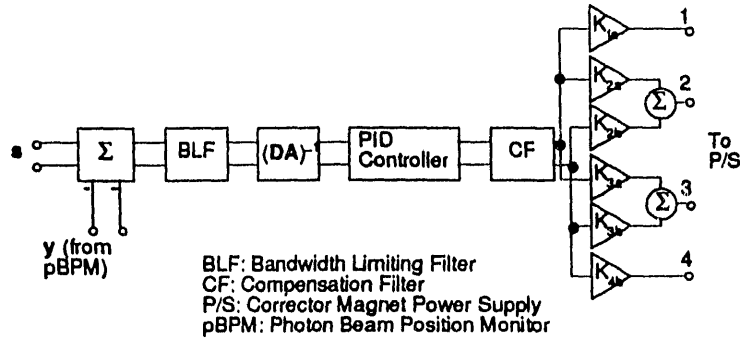 1
K1a
K2a
2
Σ
K2b
To
P/S
s
Σ
BLF
(DA)⁻¹
PID
Controller
CF
K3a
3
Σ
K3b
4
K4b
- -
y (from
pBPM)
BLF: Bandwidth Limiting Filter
CF: Compensation Filter
P/S: Corrector Magnet Power Supply
pBPM: Photon Beam Position Monitor